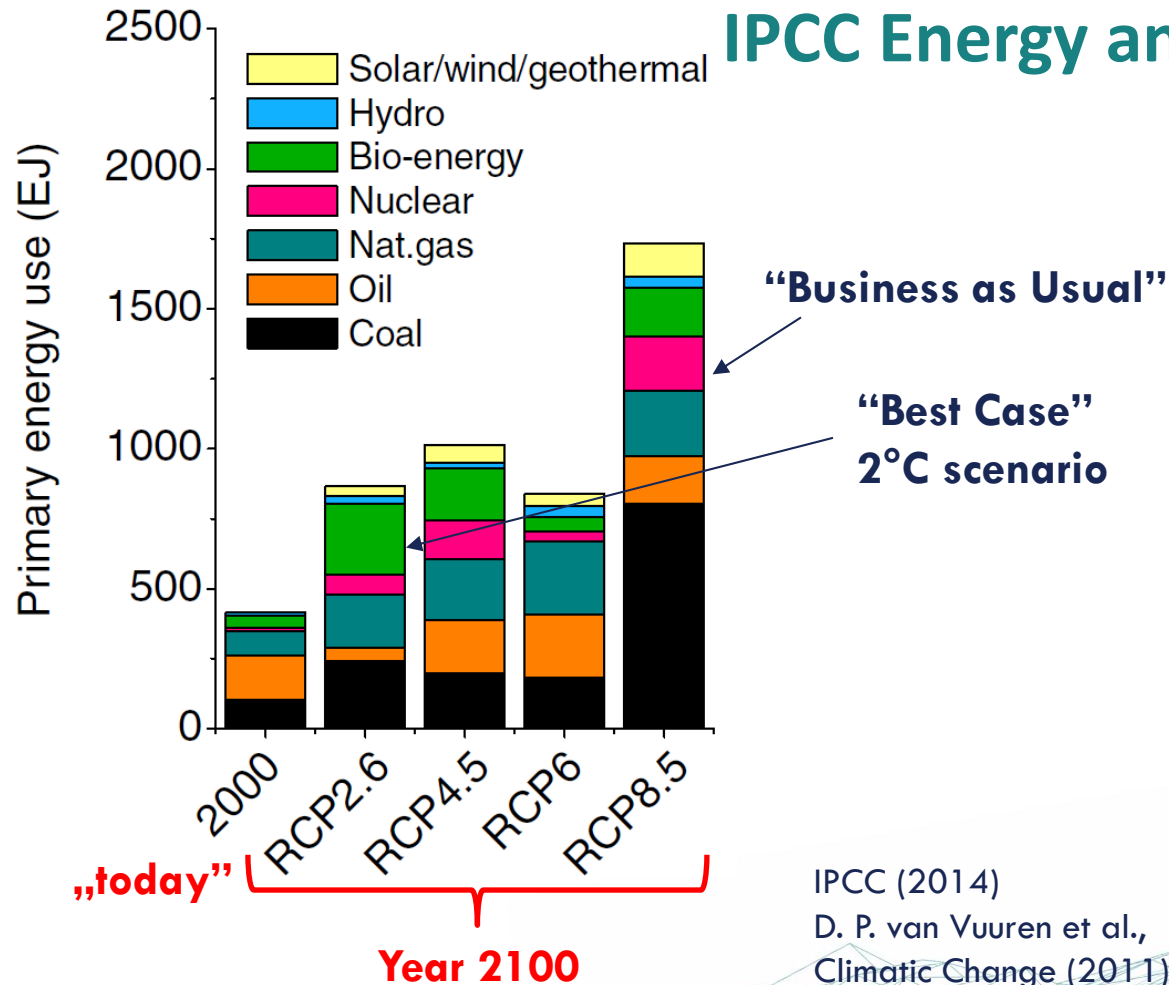 IPCC Energy an
2500
2000
1500
1000
500
0
Primary energy use (EJ)
Solar/wind/geothermal
Hydro
Bio-energy
Nuclear
Nat.gas
Oil
Coal
“Business as Usual”
“Best Case”
2°C scenario
2000
RCP2.6
RCP4.5
RCP6
RCP8.5
„today”
Year 2100
IPCC (2014)
D. P. van Vuuren et al.,
Climatic Change (2011)